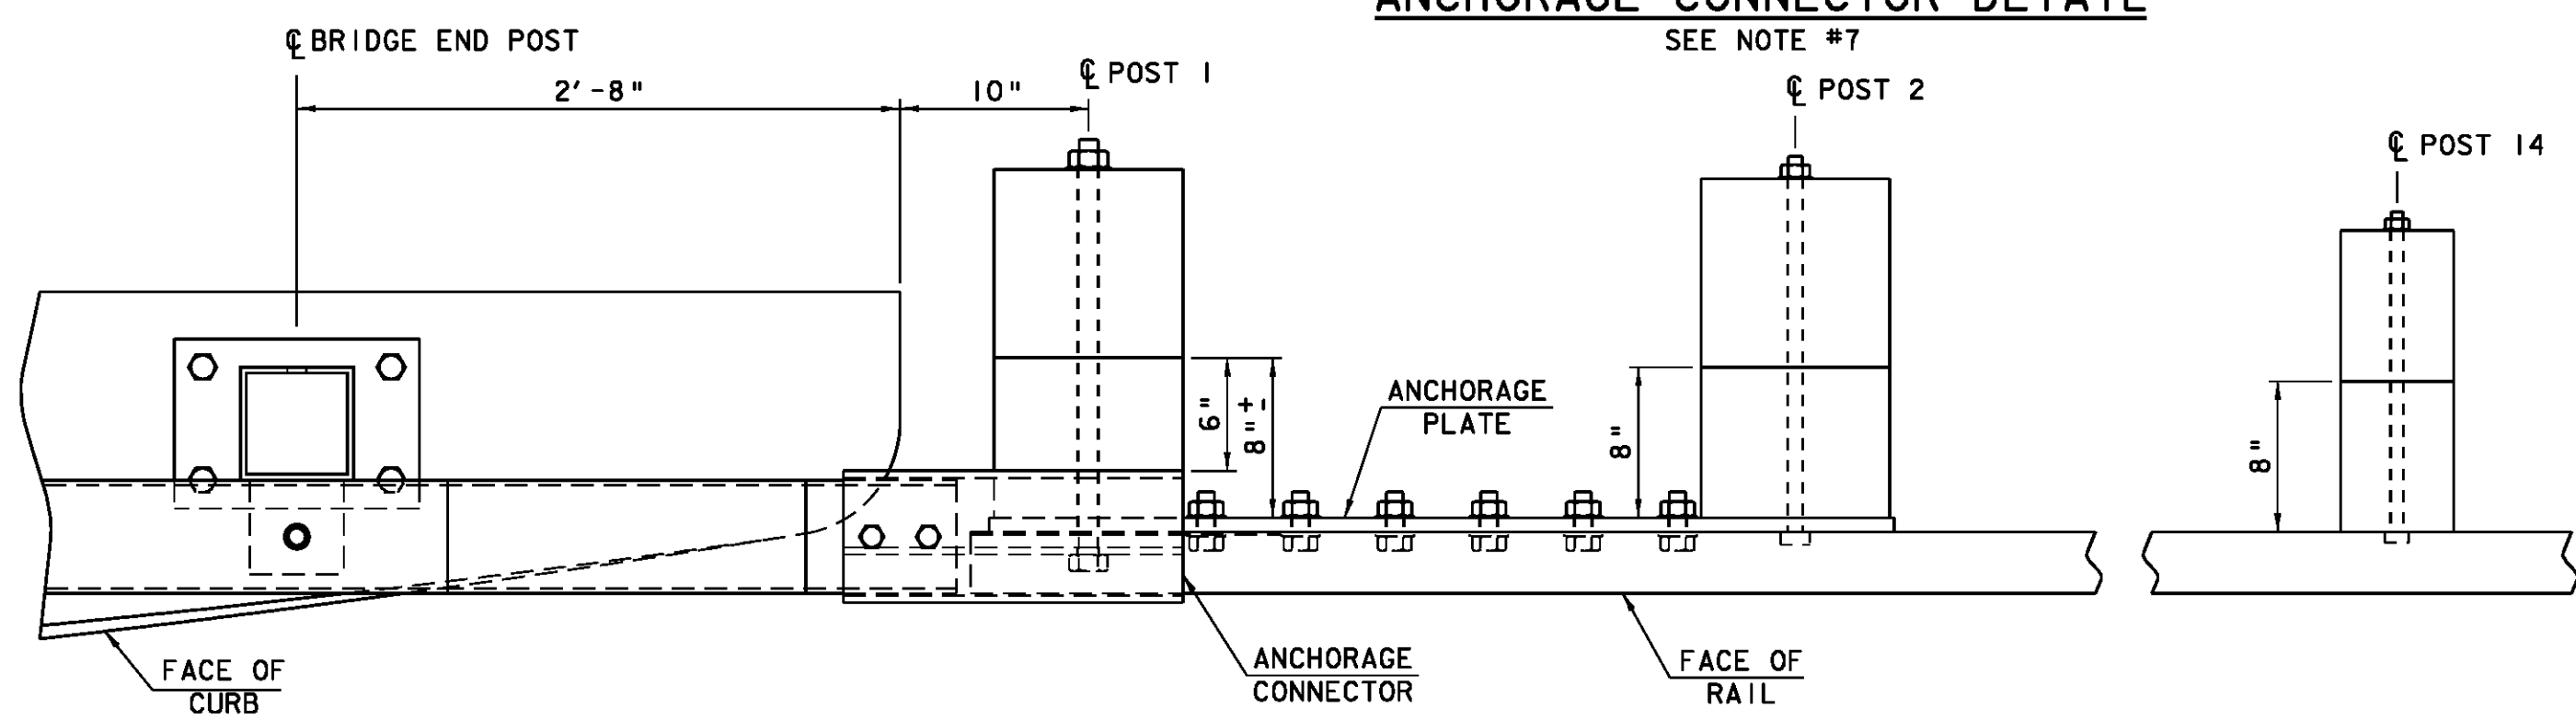 ANCHORAGE CONNECTOR DETAIL
SEE NOTE #7
℄ BRIDGE END POST
℄ POST 1
℄ POST 2
℄ POST 14
2'-8"
10"
6"
8"±
8"
8"
ANCHORAGE
PLATE
FACE OF
CURB
ANCHORAGE
CONNECTOR
FACE OF
RAIL